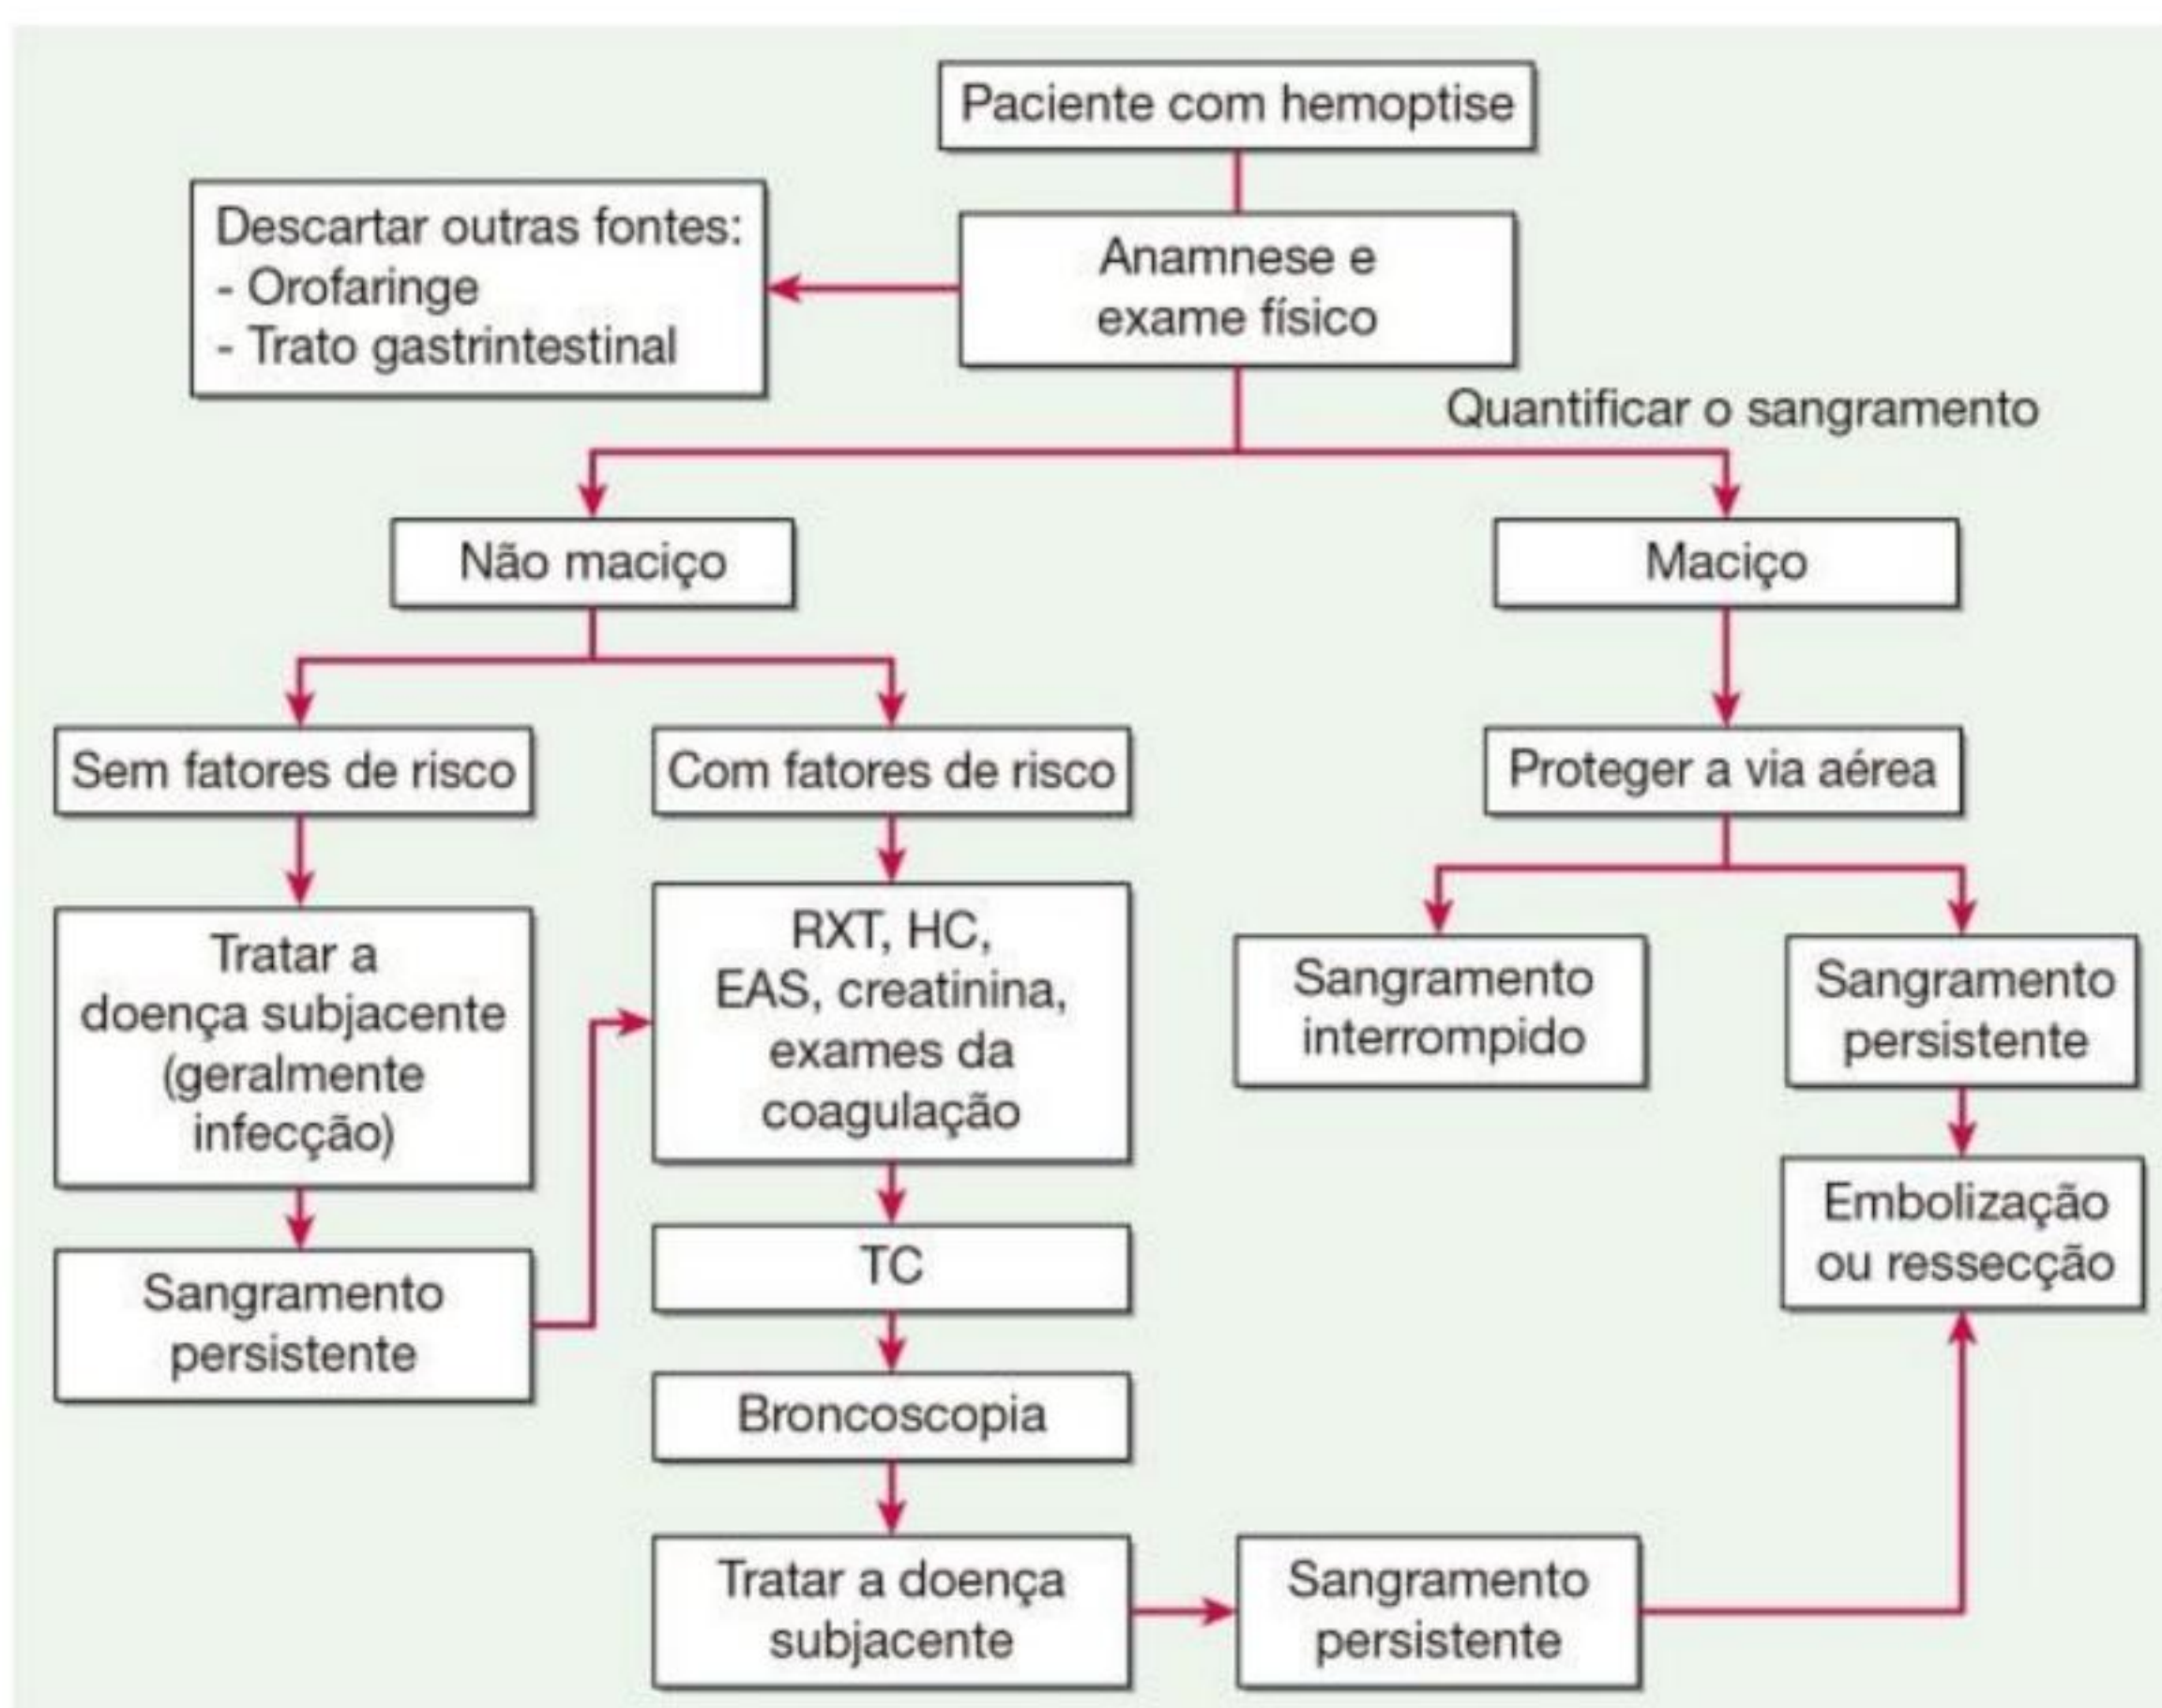 Paciente com hemoptise
Descartar outras fontes:
- Orofaringe
- Trato gastrintestinal
Anamnese e
exame físico
Quantificar o sangramento
Não maciço
Maciço
Sem fatores de risco
Com fatores de risco
Proteger a via aérea
Tratar a
doença subjacente
(geralmente
infecção)
RXT, HC,
EAS, creatinina,
exames da
coagulação
Sangramento
interrompido
Sangramento
persistente
Embolização
ou ressecção
Sangramento
persistente
TC
Broncoscopia
Tratar a doença
subjacente
Sangramento
persistente